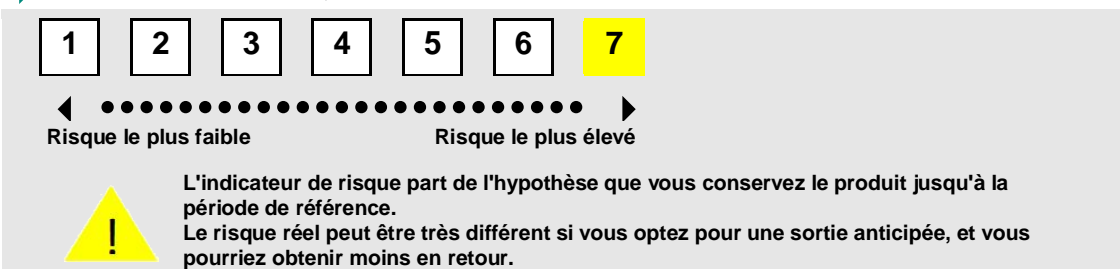 1 2 3 4 5 6 7
Risque le plus faible Risque le plus élevé
L'indicateur de risque part de l'hypothèse que vous conservez le produit jusqu'à la
période de référence.
! Le risque réel peut être très différent si vous optez pour une sortie anticipée, et vous
pourriez obtenir moins en retour.